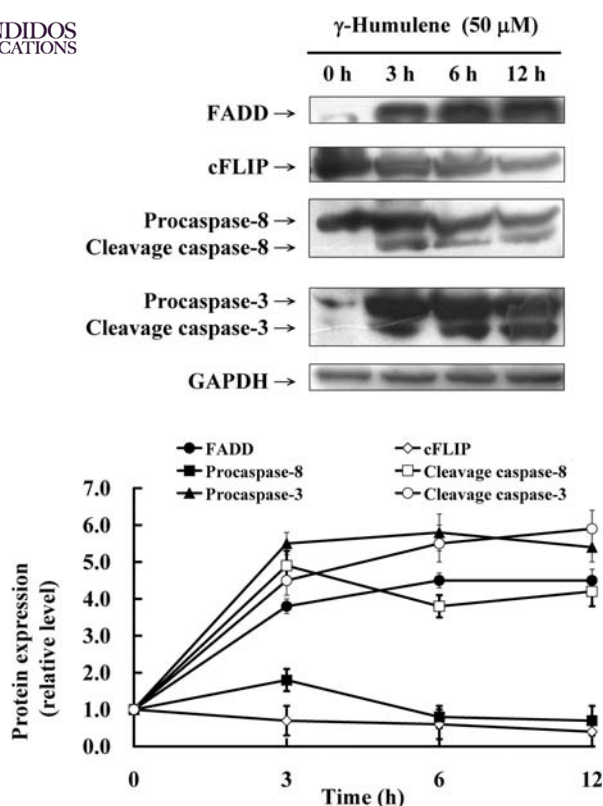 NDIDOS
CATIONS
γ-Humulene (50 μM)
0 h 3 h 6 h 12 h
FADD →
cFLIP →
Procaspase-8 →
Cleavage caspase-8 →
Procaspase-3 →
Cleavage caspase-3 →
GAPDH →
FADD cFLIP
Procaspase-8 Cleavage caspase-8
Procaspase-3 Cleavage caspase-3
7.0
6.0
5.0
4.0
3.0
2.0
1.0
0.0
Protein expression
(relative level)
0 3 6 12
Time (h)